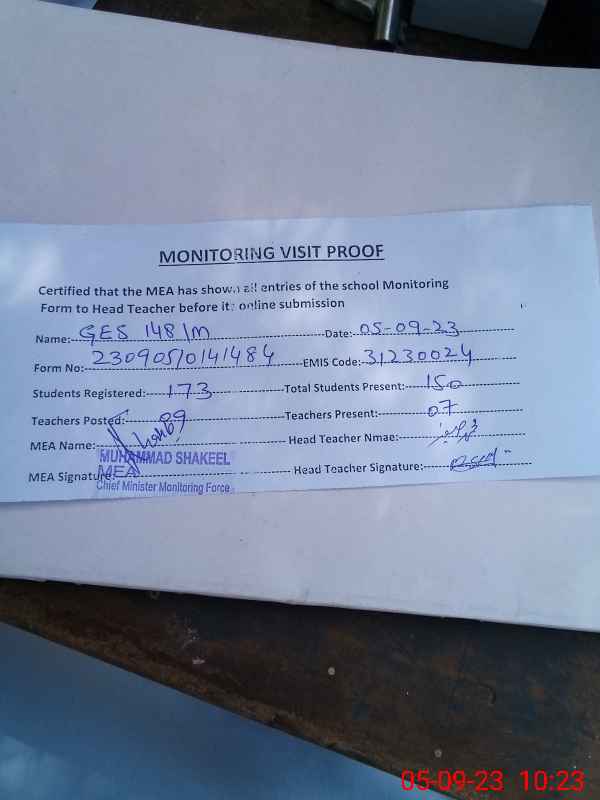 MONITORING VISIT PROOF
Certified that the MEA has shown all entries of the school Monitoring
Form to Head Teacher before its online submission
Name: GES 148/M Date: 05-09-23
Form No: EMIS Code: 31230024
Students Registered: 173 Total Students Present: 150
Teachers Posted: 09 Teachers Present: 07
MEA Name: Head Teacher Nmae:
MUHAMMAD SHAKEEL
MEA
Chief Minister Monitoring Force
MEA Signature: Head Teacher Signature:
05-09-23 10:23